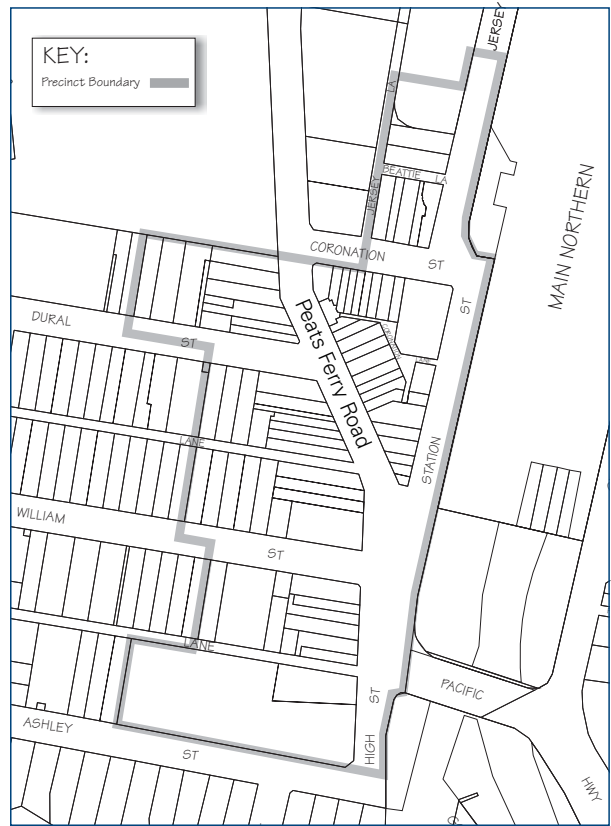 KEY:
Precinct Boundary
JERSEY
LA
BEATTIE LA
JERSEY
MAIN NORTHERN
CORONATION ST
ST
DURAL ST
Peats Ferry Road
LANE
STATION
WILLIAM ST
LANE
PACIFIC
HWY
ST
HIGH
ASHLEY ST